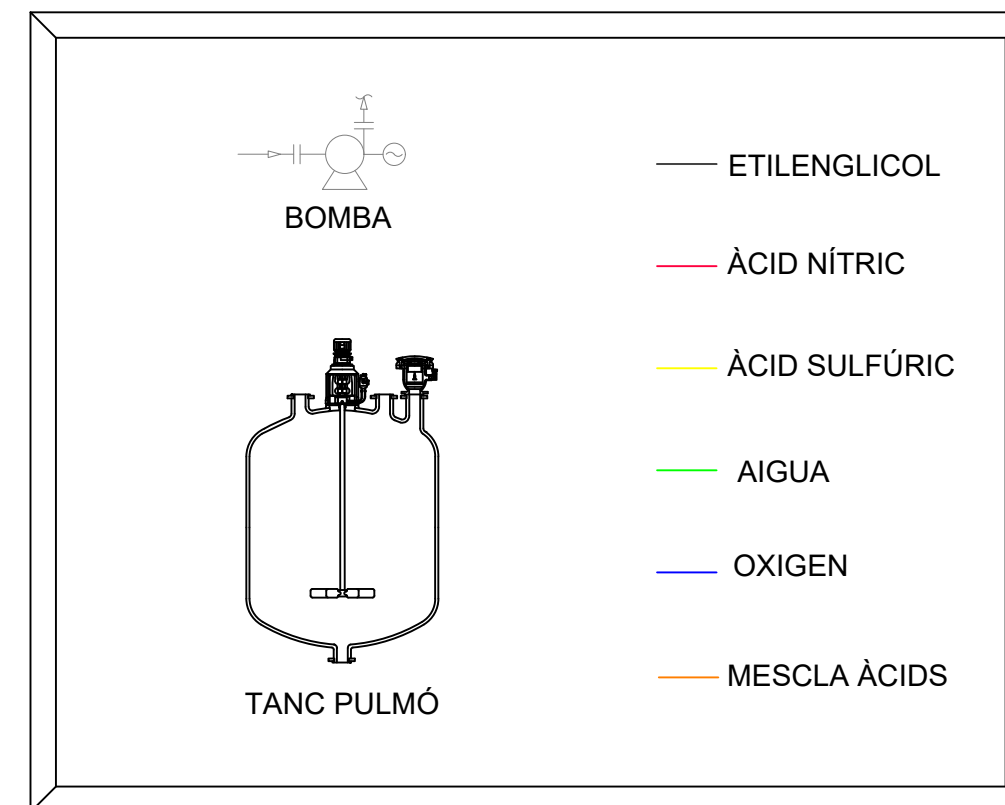 BOMBA
TANC PULMÓ
ETILENGLICOL
ÀCID NÍTRIC
ÀCID SULFÚRIC
AIGUA
OXIGEN
MESCLA ÀCIDS